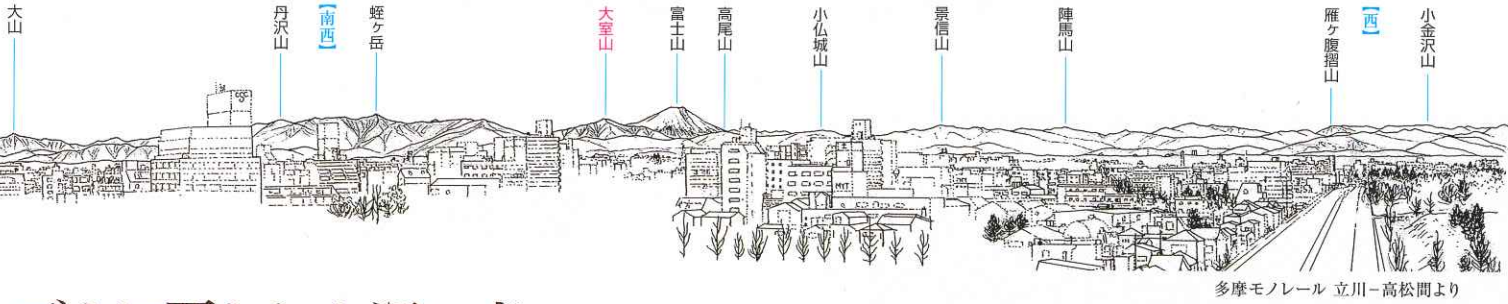 大山
丹沢山
【南西】
蛭ヶ岳
大室山
富士山
高尾山
小仏城山
景信山
陣馬山
雁ヶ腹摺山
【西】
小金沢山
CSC
MYT
多摩モノレール 立川−高松間より